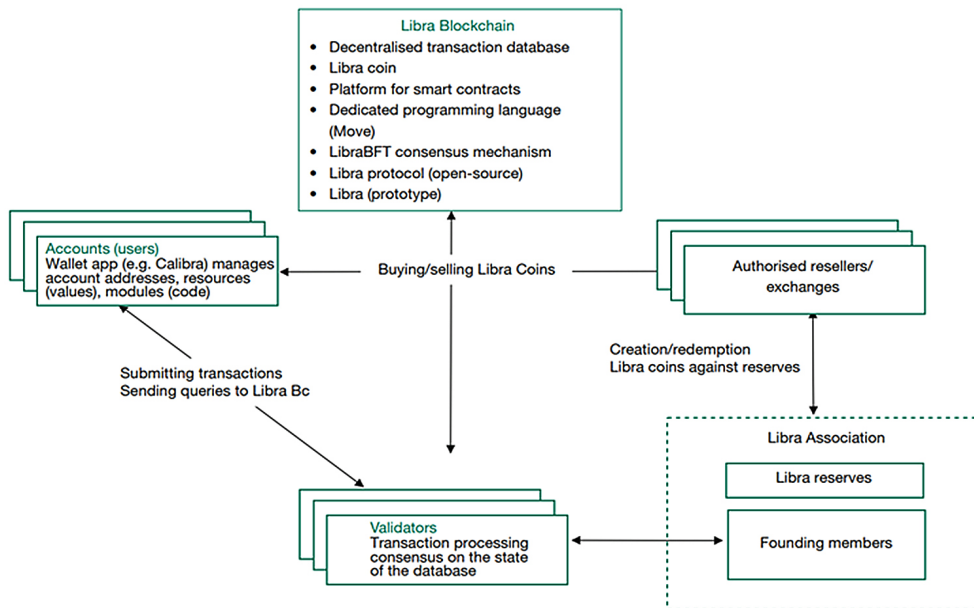 Libra Blockchain
• Decentralised transaction database
• Libra coin
• Platform for smart contracts
• Dedicated programming language
(Move)
• LibraBFT consensus mechanism
• Libra protocol (open-source)
• Libra (prototype)
Accounts (users)
Wallet app (e.g. Calibra) manages
account addresses, resources
(values), modules (code)
Buying/selling Libra Coins
Authorised resellers/
exchanges
Submitting transactions
Sending queries to Libra Bc
Creation/redemption
Libra coins against reserves
Libra Association
Libra reserves
Founding members
Validators
Transaction processing
consensus on the state
of the database